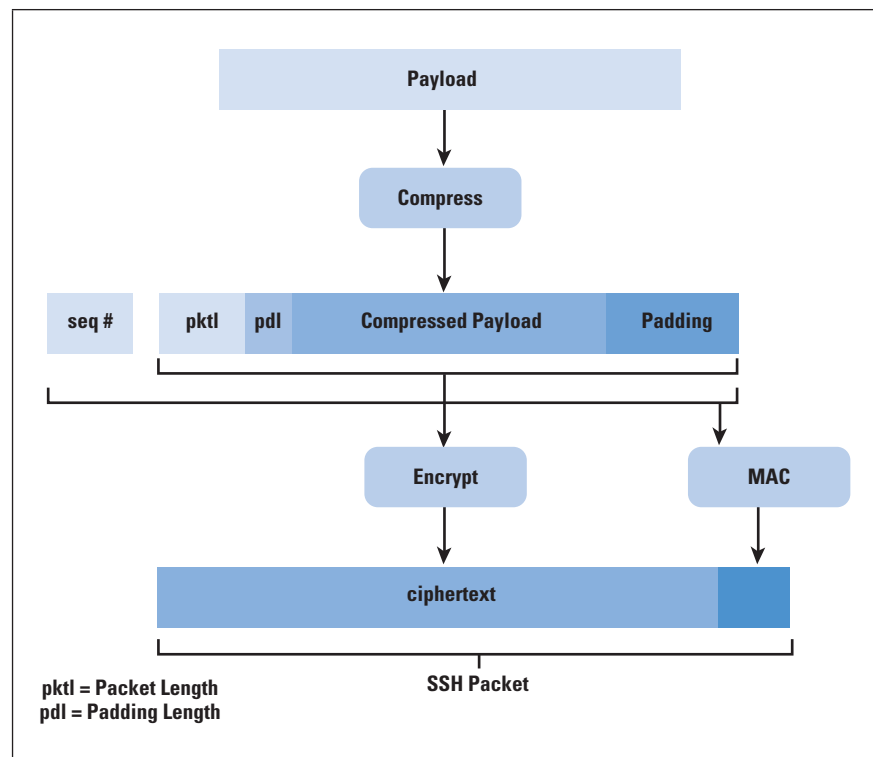 Payload
Compress
seq #
pktl
pdl
Compressed Payload
Padding
Encrypt
MAC
ciphertext
SSH Packet
pktl = Packet Length
pdl = Padding Length